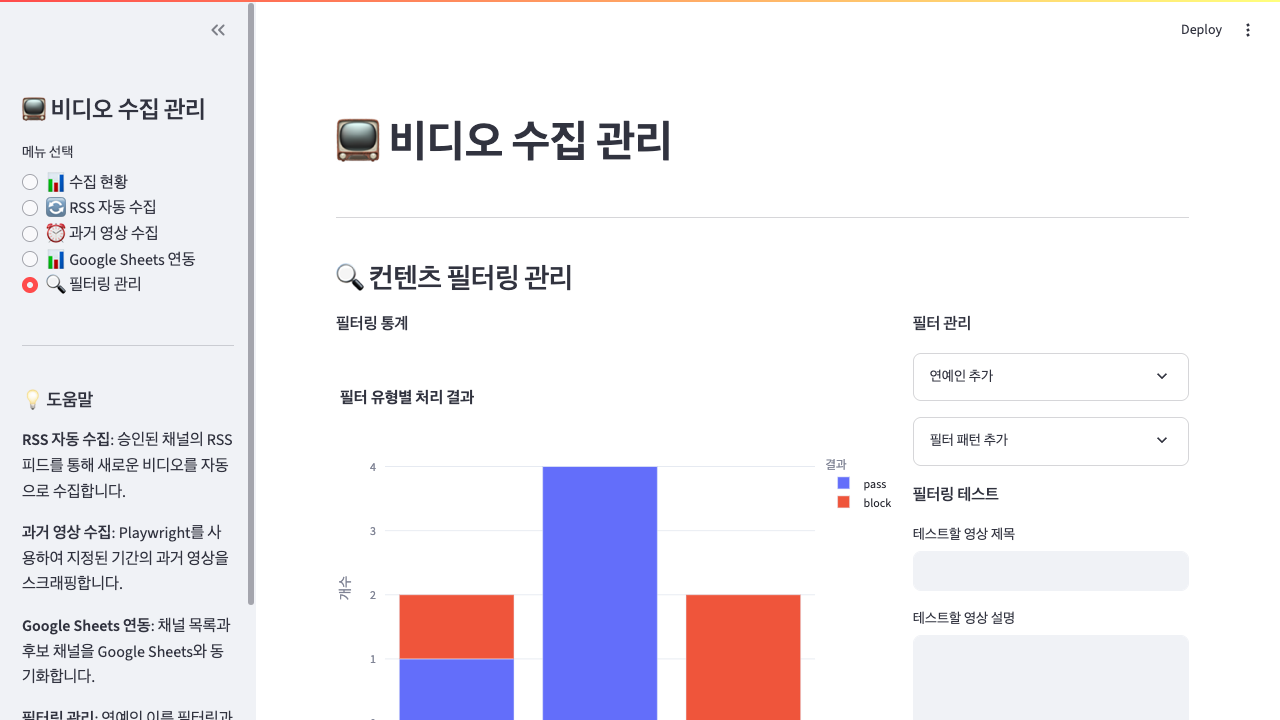 비디오 수집 관리
메뉴 선택
수집 현황
RSS 자동 수집
과거 영상 수집
Google Sheets 연동
필터링 관리
도움말
RSS 자동 수집: 승인된 채널의 RSS
피드를 통해 새로운 비디오를 자동
으로 수집합니다.
과거 영상 수집: Playwright를 사
용하여 지정된 기간의 과거 영상을
스크래핑합니다.
Google Sheets 연동: 채널 목록과
후보 채널을 Google Sheets와 동
기화합니다.
필터링 관리: 연예인 이름 필터링과
Deploy
비디오 수집 관리
컨텐츠 필터링 관리
필터링 통계
필터 유형별 처리 결과
4
3
2
1
개수
결과
pass
block
필터 관리
연예인 추가
필터 패턴 추가
필터링 테스트
테스트할 영상 제목
테스트할 영상 설명